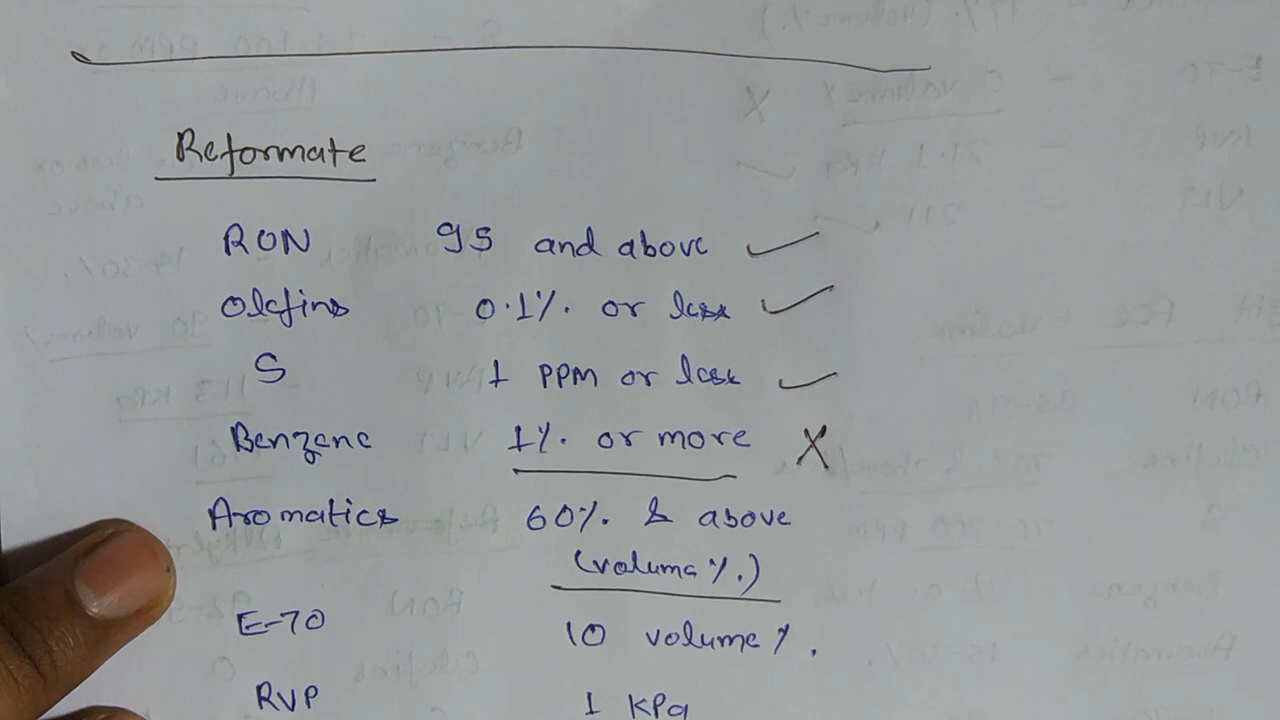 Reformate
RON 95 and above ✓
Olefins 0.1% or less ✓
S 1 PPM or less ✓
Benzene 1% or more X
Aromatics 60% & above
(volume %)
E-70 10 volume %.
RVP 1 KPa